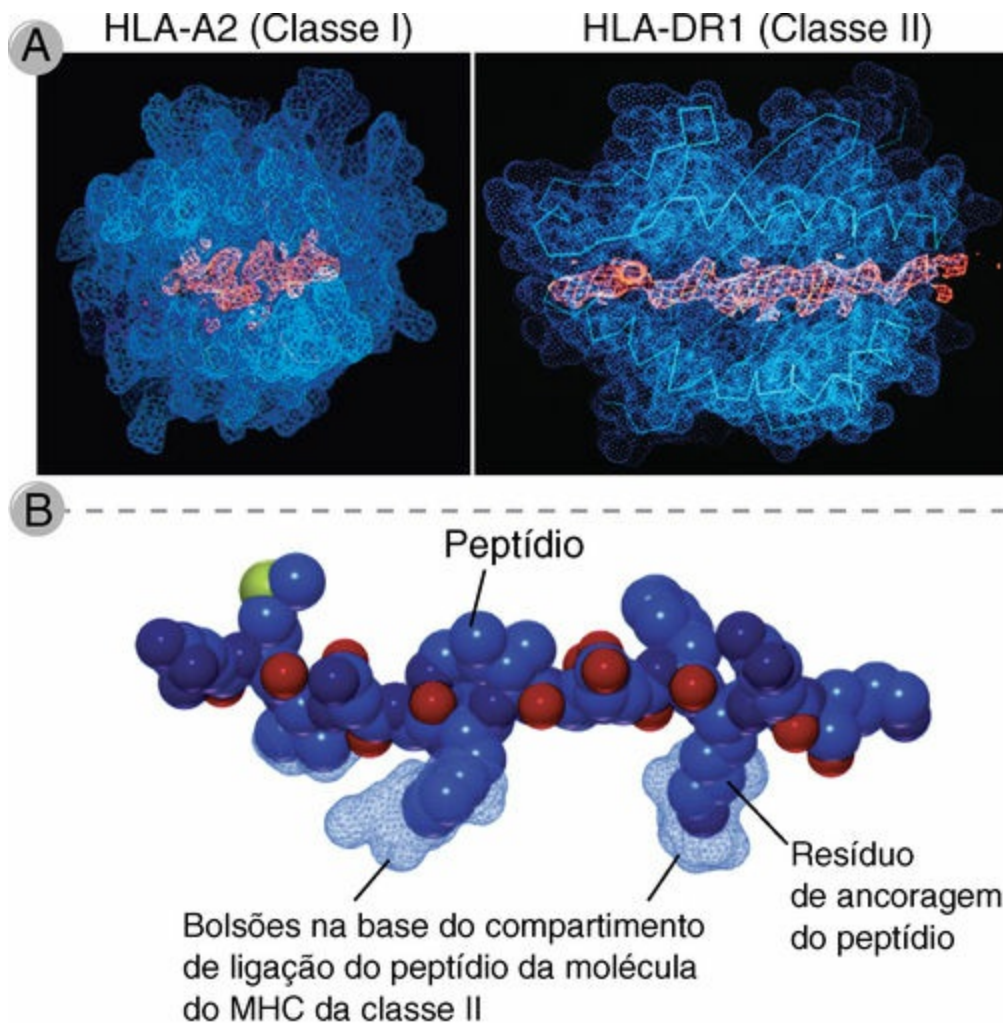 A
HLA-A2 (Classe I)
HLA-DR1 (Classe II)
B
Peptídio
Resíduo
de ancoragem
do peptídio
Bolsões na base do compartimento
de ligação do peptídio da molécula
do MHC da classe II